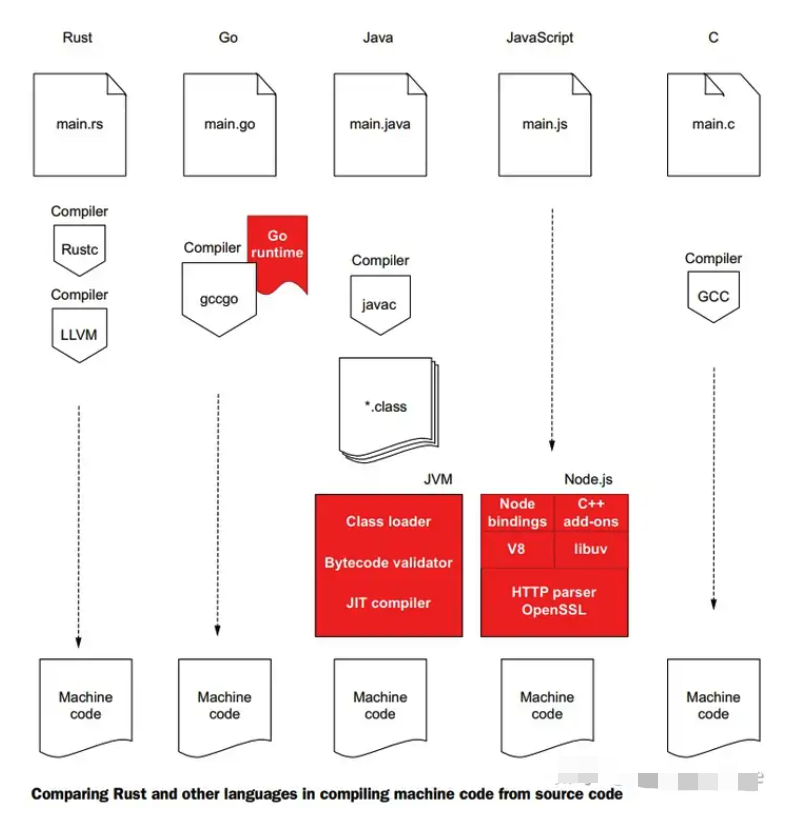 Rust
Go
Java
JavaScript
C
main.rs
main.go
main.java
main.js
main.c
Compiler
Rustc
Compiler
LLVM
Compiler
gccgo
Go
runtime
Compiler
javac
*.class
Compiler
GCC
JVM
Class loader
Bytecode validator
JIT compiler
Node.js
Node
bindings
C++
add-ons
V8
libuv
HTTP parser
OpenSSL
Machine
code
Machine
code
Machine
code
Machine
code
Machine
code
Comparing Rust and other languages in compiling machine code from source code